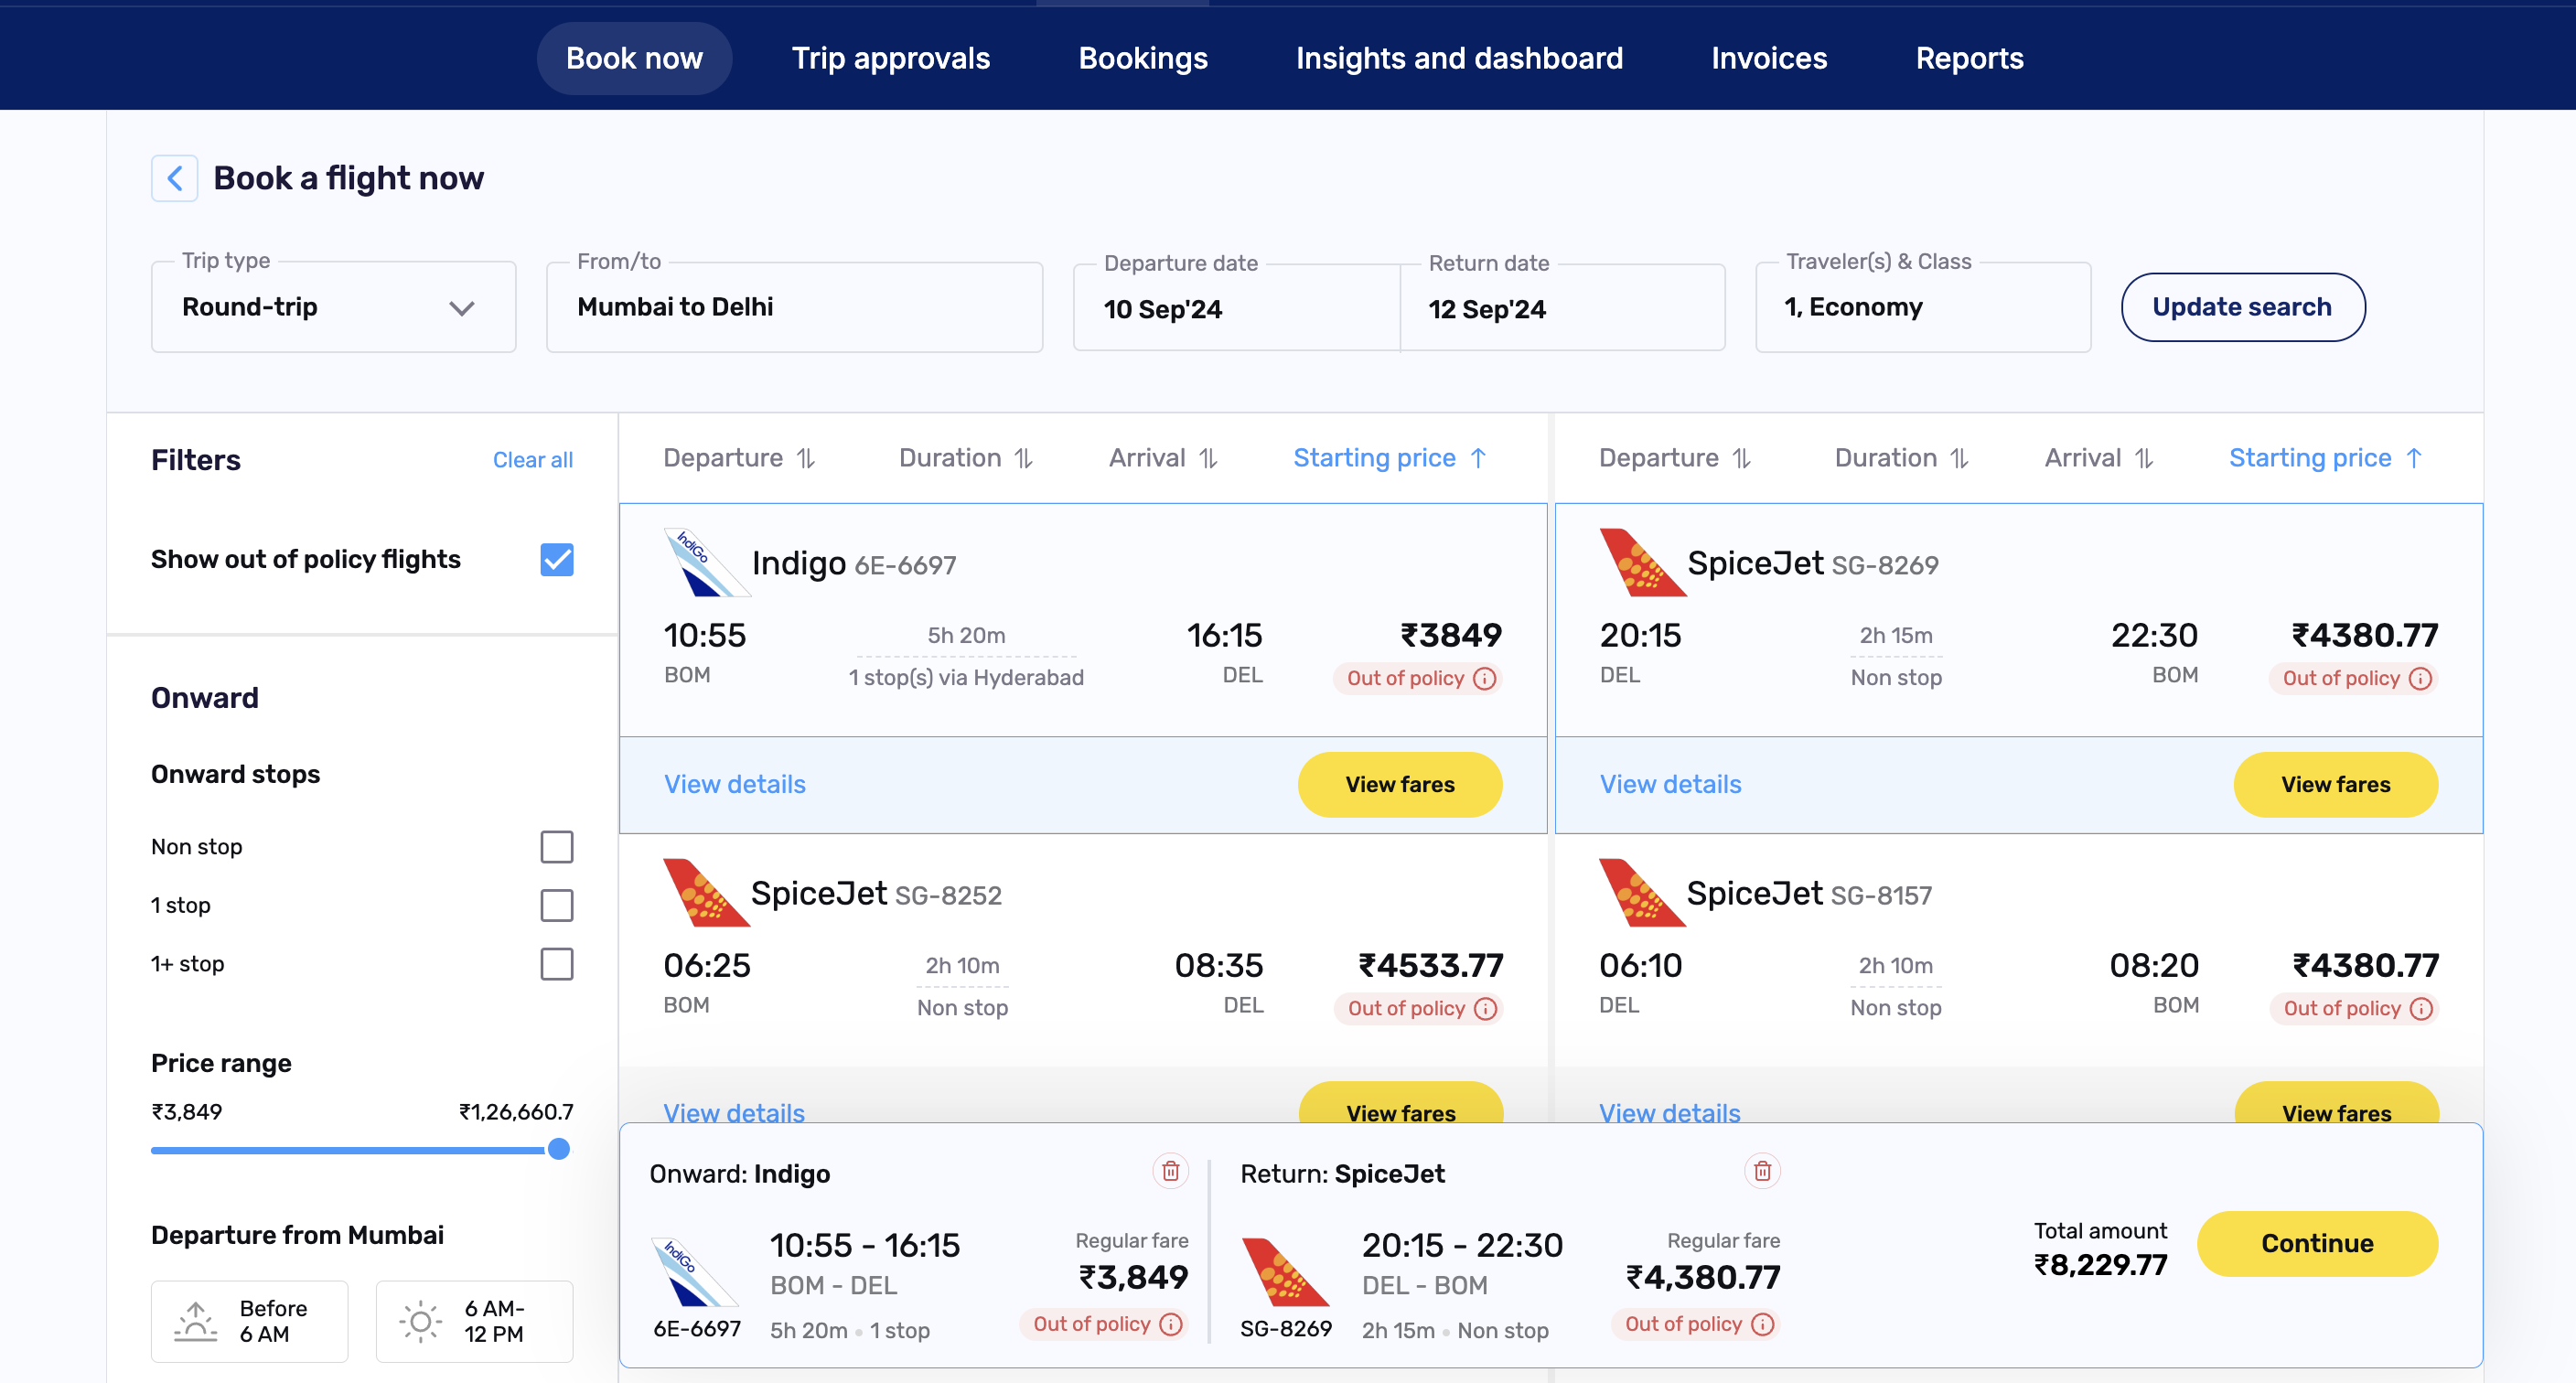 Book now
Trip approvals
Bookings
Insights and dashboard
Invoices
Reports
Book a flight now
Trip type
Round-trip
From/to
Mumbai to Delhi
Departure date
10 Sep'24
Return date
12 Sep'24
Traveler(s) & Class
1, Economy
Update search
Filters
Clear all
Show out of policy flights
Onward
Onward stops
Non stop
1 stop
1+ stop
Price range
₹3,849
₹1,26,660.7
Departure from Mumbai
Before
6 AM
6 AM-
12 PM
Departure
Duration
Arrival
Starting price
IndiGo
Indigo 6E-6697
10:55
BOM
5h 20m
1 stop(s) via Hyderabad
16:15
DEL
₹3849
Out of policy
View details
View fares
SpiceJet SG-8252
06:25
BOM
2h 10m
Non stop
08:35
DEL
₹4533.77
Out of policy
View details
View fares
Departure
Duration
Arrival
Starting price
SpiceJet SG-8269
20:15
DEL
2h 15m
Non stop
22:30
BOM
₹4380.77
Out of policy
View details
View fares
SpiceJet SG-8157
06:10
DEL
2h 10m
Non stop
08:20
BOM
₹4380.77
Out of policy
View details
View fares
Onward: Indigo
IndiGo
6E-6697
10:55 - 16:15
BOM - DEL
5h 20m • 1 stop
Regular fare
₹3,849
Out of policy
Return: SpiceJet
SG-8269
20:15 - 22:30
DEL - BOM
2h 15m • Non stop
Regular fare
₹4,380.77
Out of policy
Total amount
₹8,229.77
Continue